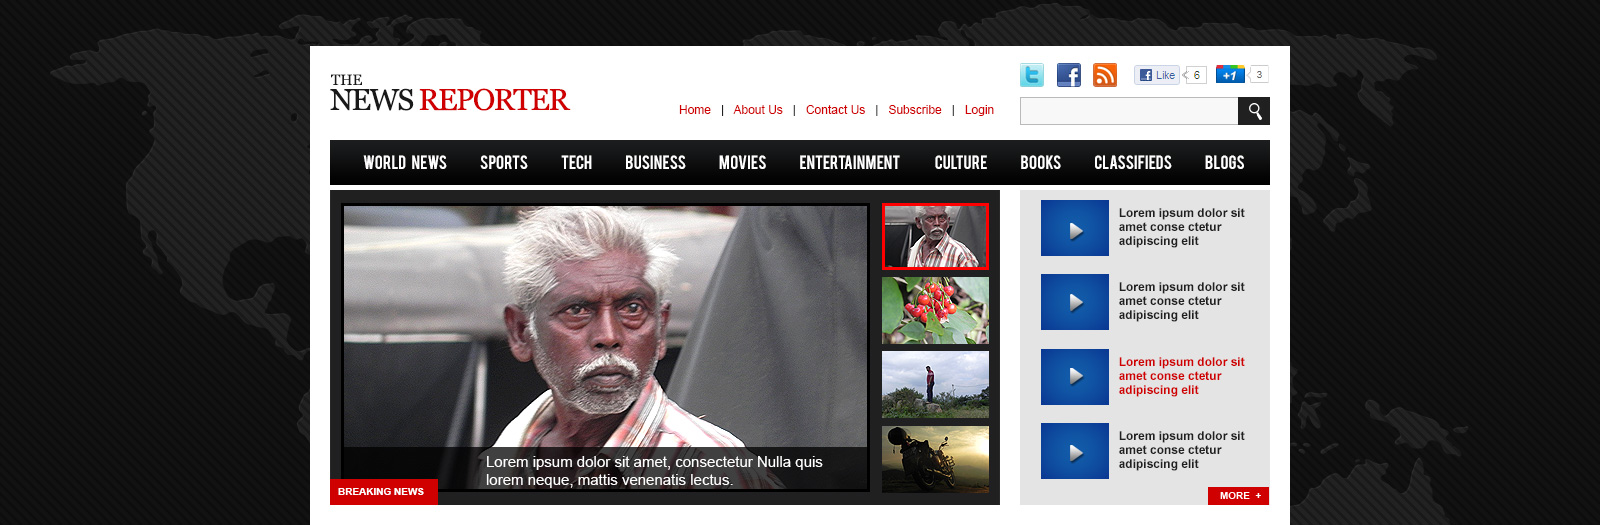 THE
NEWS REPORTER
Like 6
+1 3
Home | About Us | Contact Us | Subscribe | Login
WORLD NEWS SPORTS TECH BUSINESS MOVIES ENTERTAINMENT CULTURE BOOKS CLASSIFIEDS BLOGS
Lorem ipsum dolor sit amet, consectetur Nulla quis
lorem neque, mattis venenatis lectus.
BREAKING NEWS
Lorem ipsum dolor sit
amet conse ctetur
adipiscing elit
Lorem ipsum dolor sit
amet conse ctetur
adipiscing elit
Lorem ipsum dolor sit
amet conse ctetur
adipiscing elit
Lorem ipsum dolor sit
amet conse ctetur
adipiscing elit
MORE +